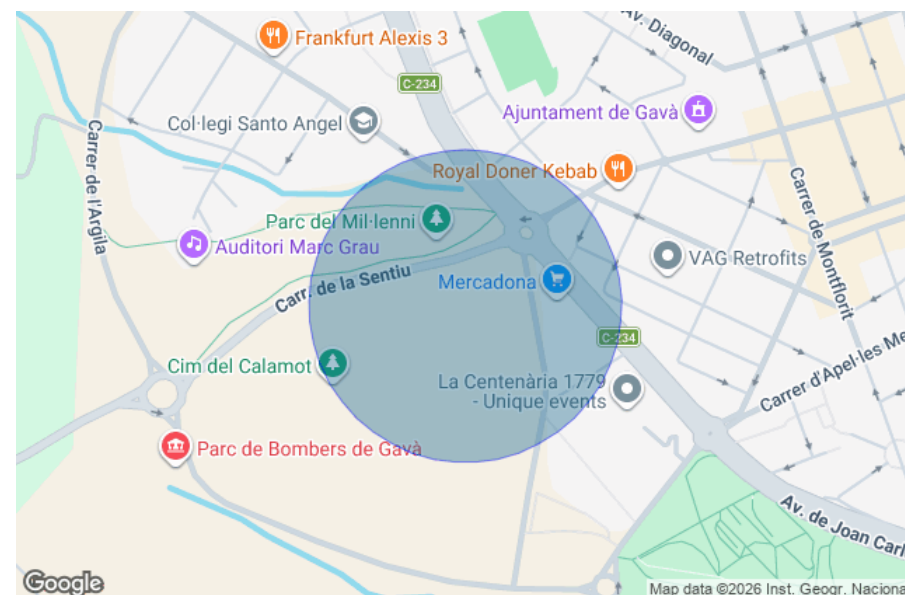 Frankfurt Alexis 3
Av. Diagonal
C-234
Ajuntament de Gavà
Col·legi Santo Angel
Royal Doner Kebab
Carrer de l'Argila
Parc del Mil·lenni
Carrer de Montflorit
Auditori Marc Grau
VAG Retrofits
Carr. de la Sentiu
Mercadona
C-234
Cim del Calamot
La Centenària 1779
- Unique events
Carrer d'Apel·les Me
Parc de Bombers de Gavà
Av. de Joan Carl
Google
Map data ©2026 Inst. Geogr. Naciona